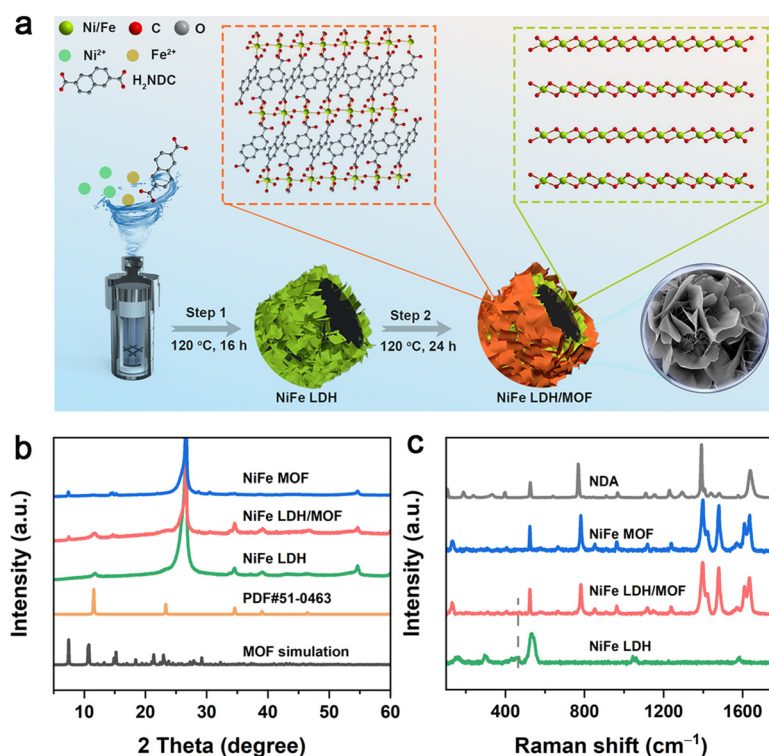 a
Ni/Fe C O
Ni²⁺ Fe²⁺
H₂NDC
Step 1
120 °C, 16 h
Step 2
120 °C, 24 h
NiFe LDH
NiFe LDH/MOF
b
Intensity (a.u.)
NiFe MOF
NiFe LDH/MOF
NiFe LDH
PDF#51-0463
MOF simulation
10 20 30 40 50 60
2 Theta (degree)
c
Intensity (a.u.)
NDA
NiFe MOF
NiFe LDH/MOF
NiFe LDH
400 800 1200 1600
Raman shift (cm⁻¹)